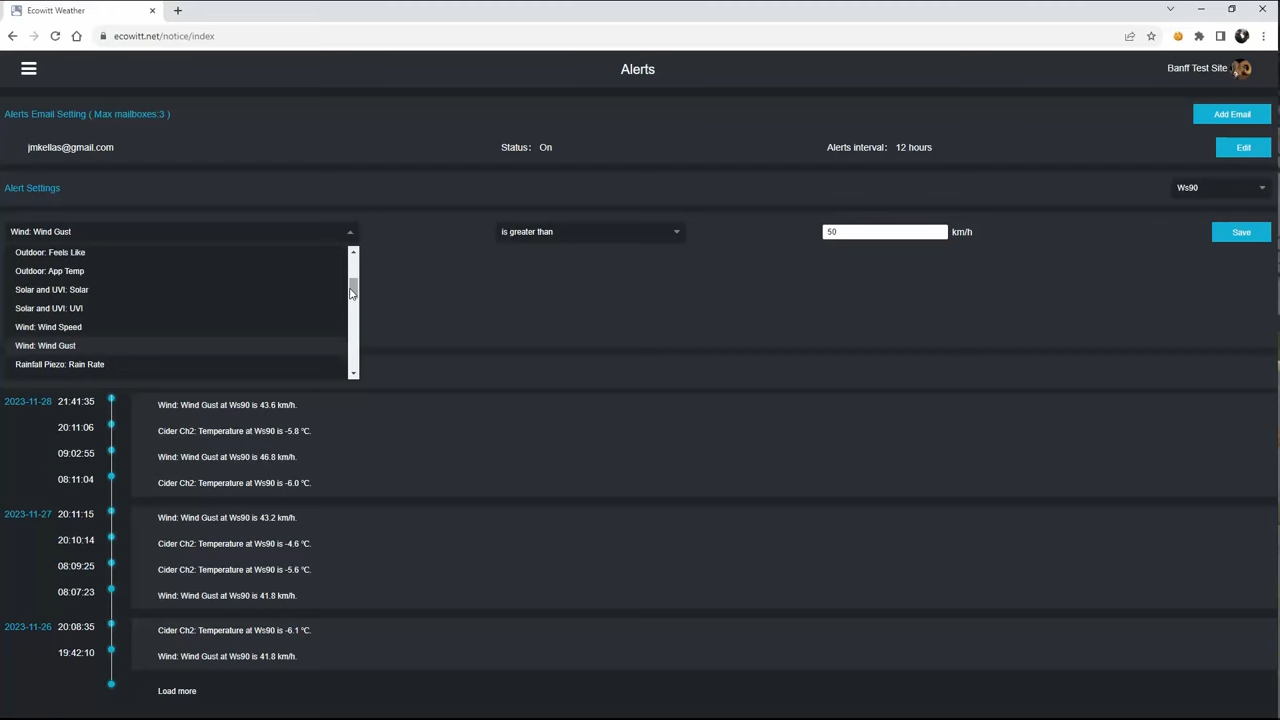 Ecowitt Weather
ecowitt.net/notice/index
Alerts
Banff Test Site
Alerts Email Setting ( Max mailboxes:3 )
Add Email
jmkellas@gmail.com
Status: On
Alerts interval: 12 hours
Edit
Alert Settings
Ws90
Wind: Wind Gust
is greater than
50
km/h
Save
Outdoor: Feels Like
Outdoor: App Temp
Solar and UVI: Solar
Solar and UVI: UVI
Wind: Wind Speed
Wind: Wind Gust
Rainfall Piezo: Rain Rate
2023-11-28 21:41:35 Wind: Wind Gust at Ws90 is 43.6 km/h.
20:11:06 Cider Ch2: Temperature at Ws90 is -5.8 ℃.
09:02:55 Wind: Wind Gust at Ws90 is 46.8 km/h.
08:11:04 Cider Ch2: Temperature at Ws90 is -6.0 ℃.
2023-11-27 20:11:15 Wind: Wind Gust at Ws90 is 43.2 km/h.
20:10:14 Cider Ch2: Temperature at Ws90 is -4.6 ℃.
08:09:25 Cider Ch2: Temperature at Ws90 is -5.6 ℃.
08:07:23 Wind: Wind Gust at Ws90 is 41.8 km/h.
2023-11-26 20:08:35 Cider Ch2: Temperature at Ws90 is -6.1 ℃.
19:42:10 Wind: Wind Gust at Ws90 is 41.8 km/h.
Load more